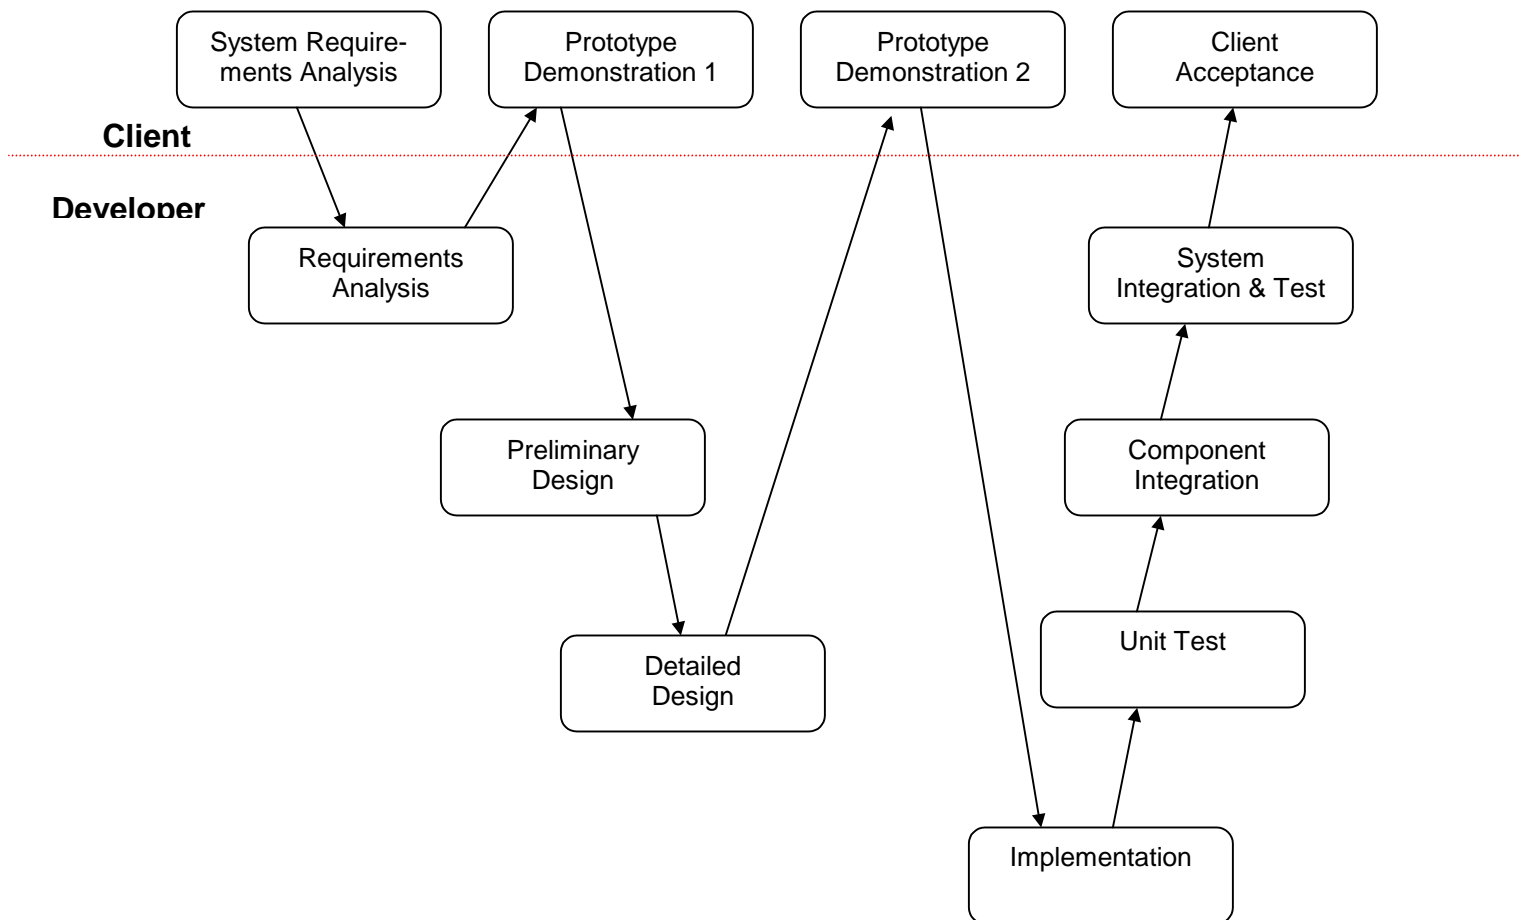 System Require-
ments Analysis
Prototype
Demonstration 1
Prototype
Demonstration 2
Client
Acceptance
Client
Developer
Requirements
Analysis
System
Integration & Test
Preliminary
Design
Component
Integration
Detailed
Design
Unit Test
Implementation